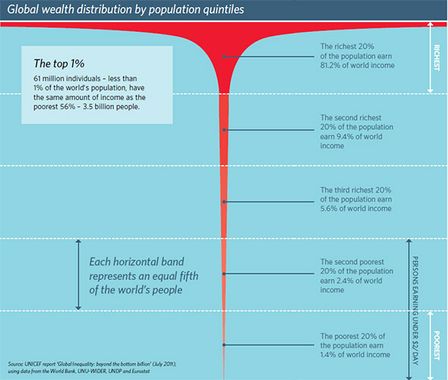 Global wealth distribution by population quintiles
The top 1%
61 million individuals – less than
1% of the world's population, have
the same amount of income as the
poorest 56% – 3.5 billion people.
The richest 20%
of the population earn
81.2% of world income
RICHEST
The second richest
20% of the population
earn 9.4% of world
income
The third richest 20%
of the population earn
5.6% of world income
Each horizontal band
represents an equal fifth
of the world's people
The second poorest
20% of the population
earn 2.4% of world
income
PERSONS EARNING UNDER $2/DAY
The poorest 20% of
the population earn
1.4% of world income
POOREST
Source: UNICEF report 'Global Inequality: beyond the bottom billion' (July 2011);
using data from the World Bank, UNU-WIDER, UNDP and Eurostat